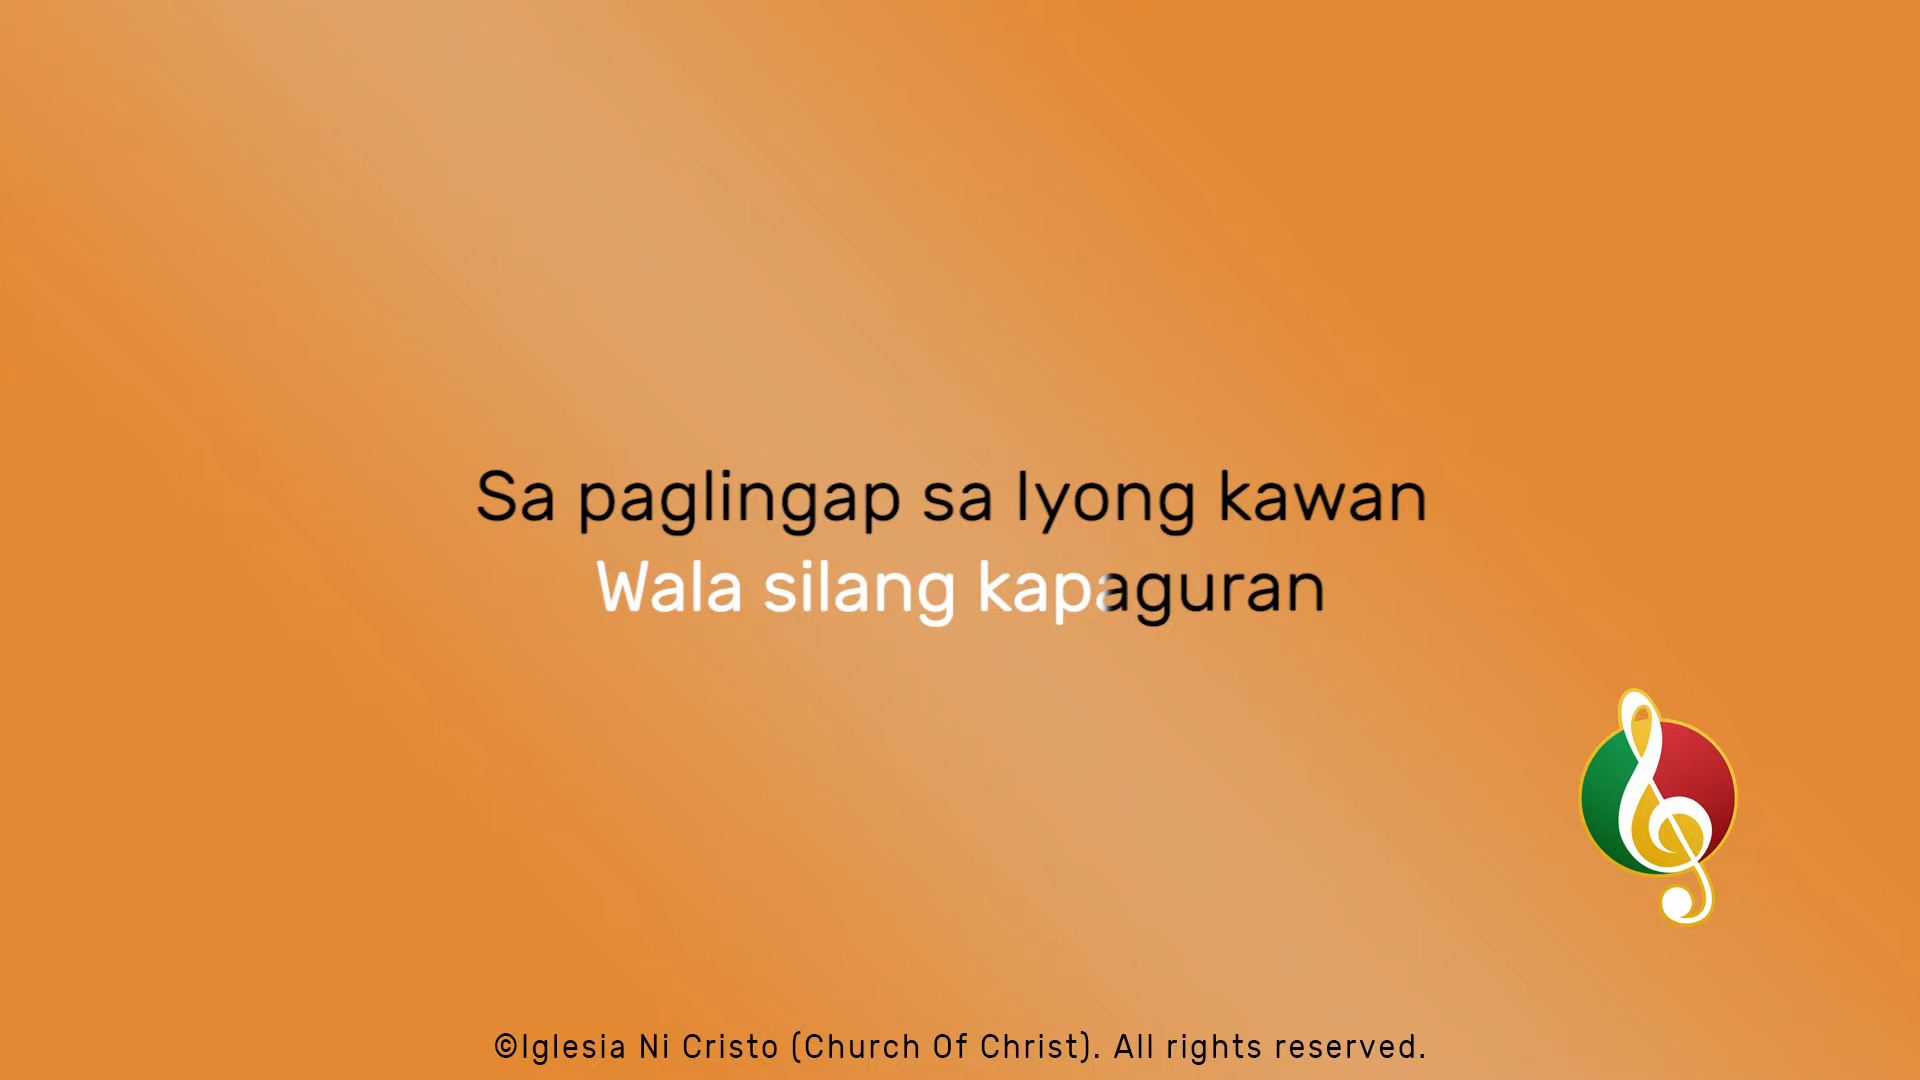 Sa paglingap sa Iyong kawan
Wala silang kapaguran
©Iglesia Ni Cristo (Church Of Christ). All rights reserved.